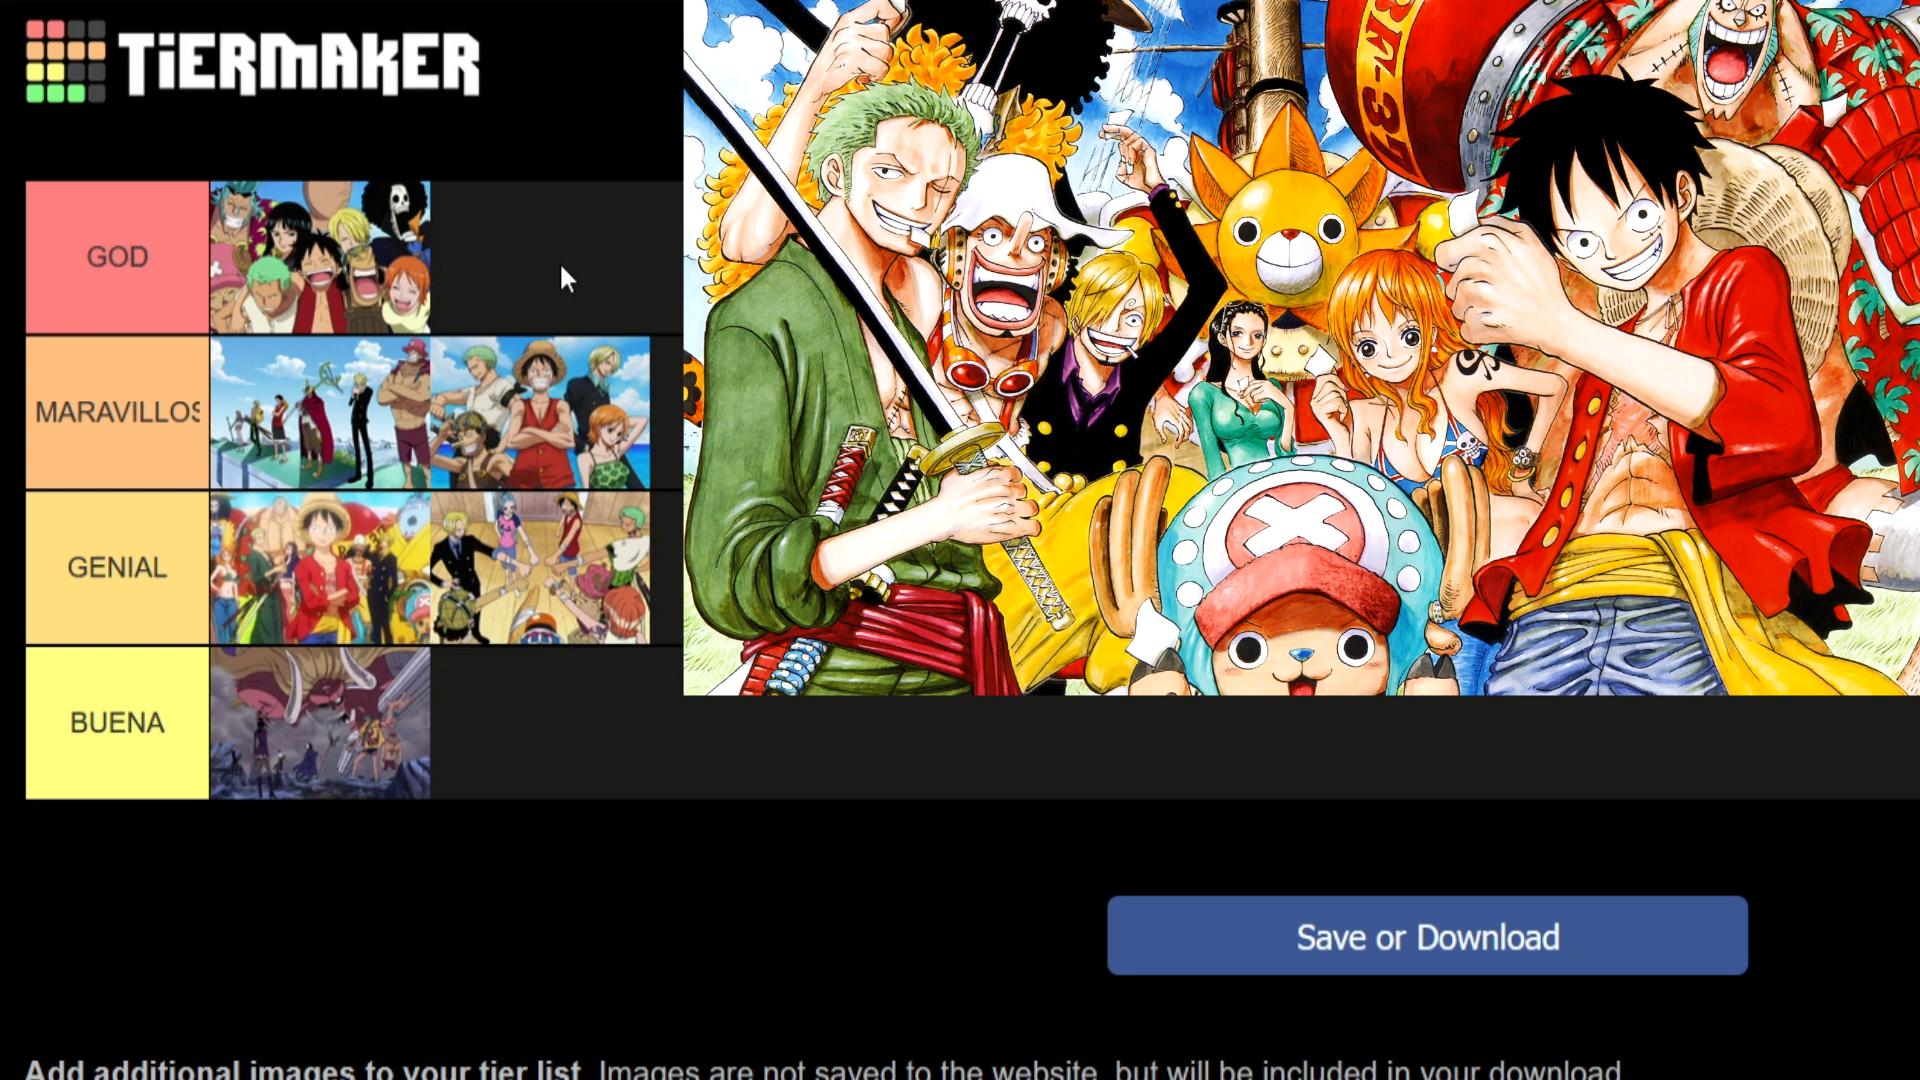 TiERMAKER
GOD
MARAVILLOS
GENIAL
BUENA
Save or Download
Add additional images to your tier list. Images are not saved to the website, but will be included in your download